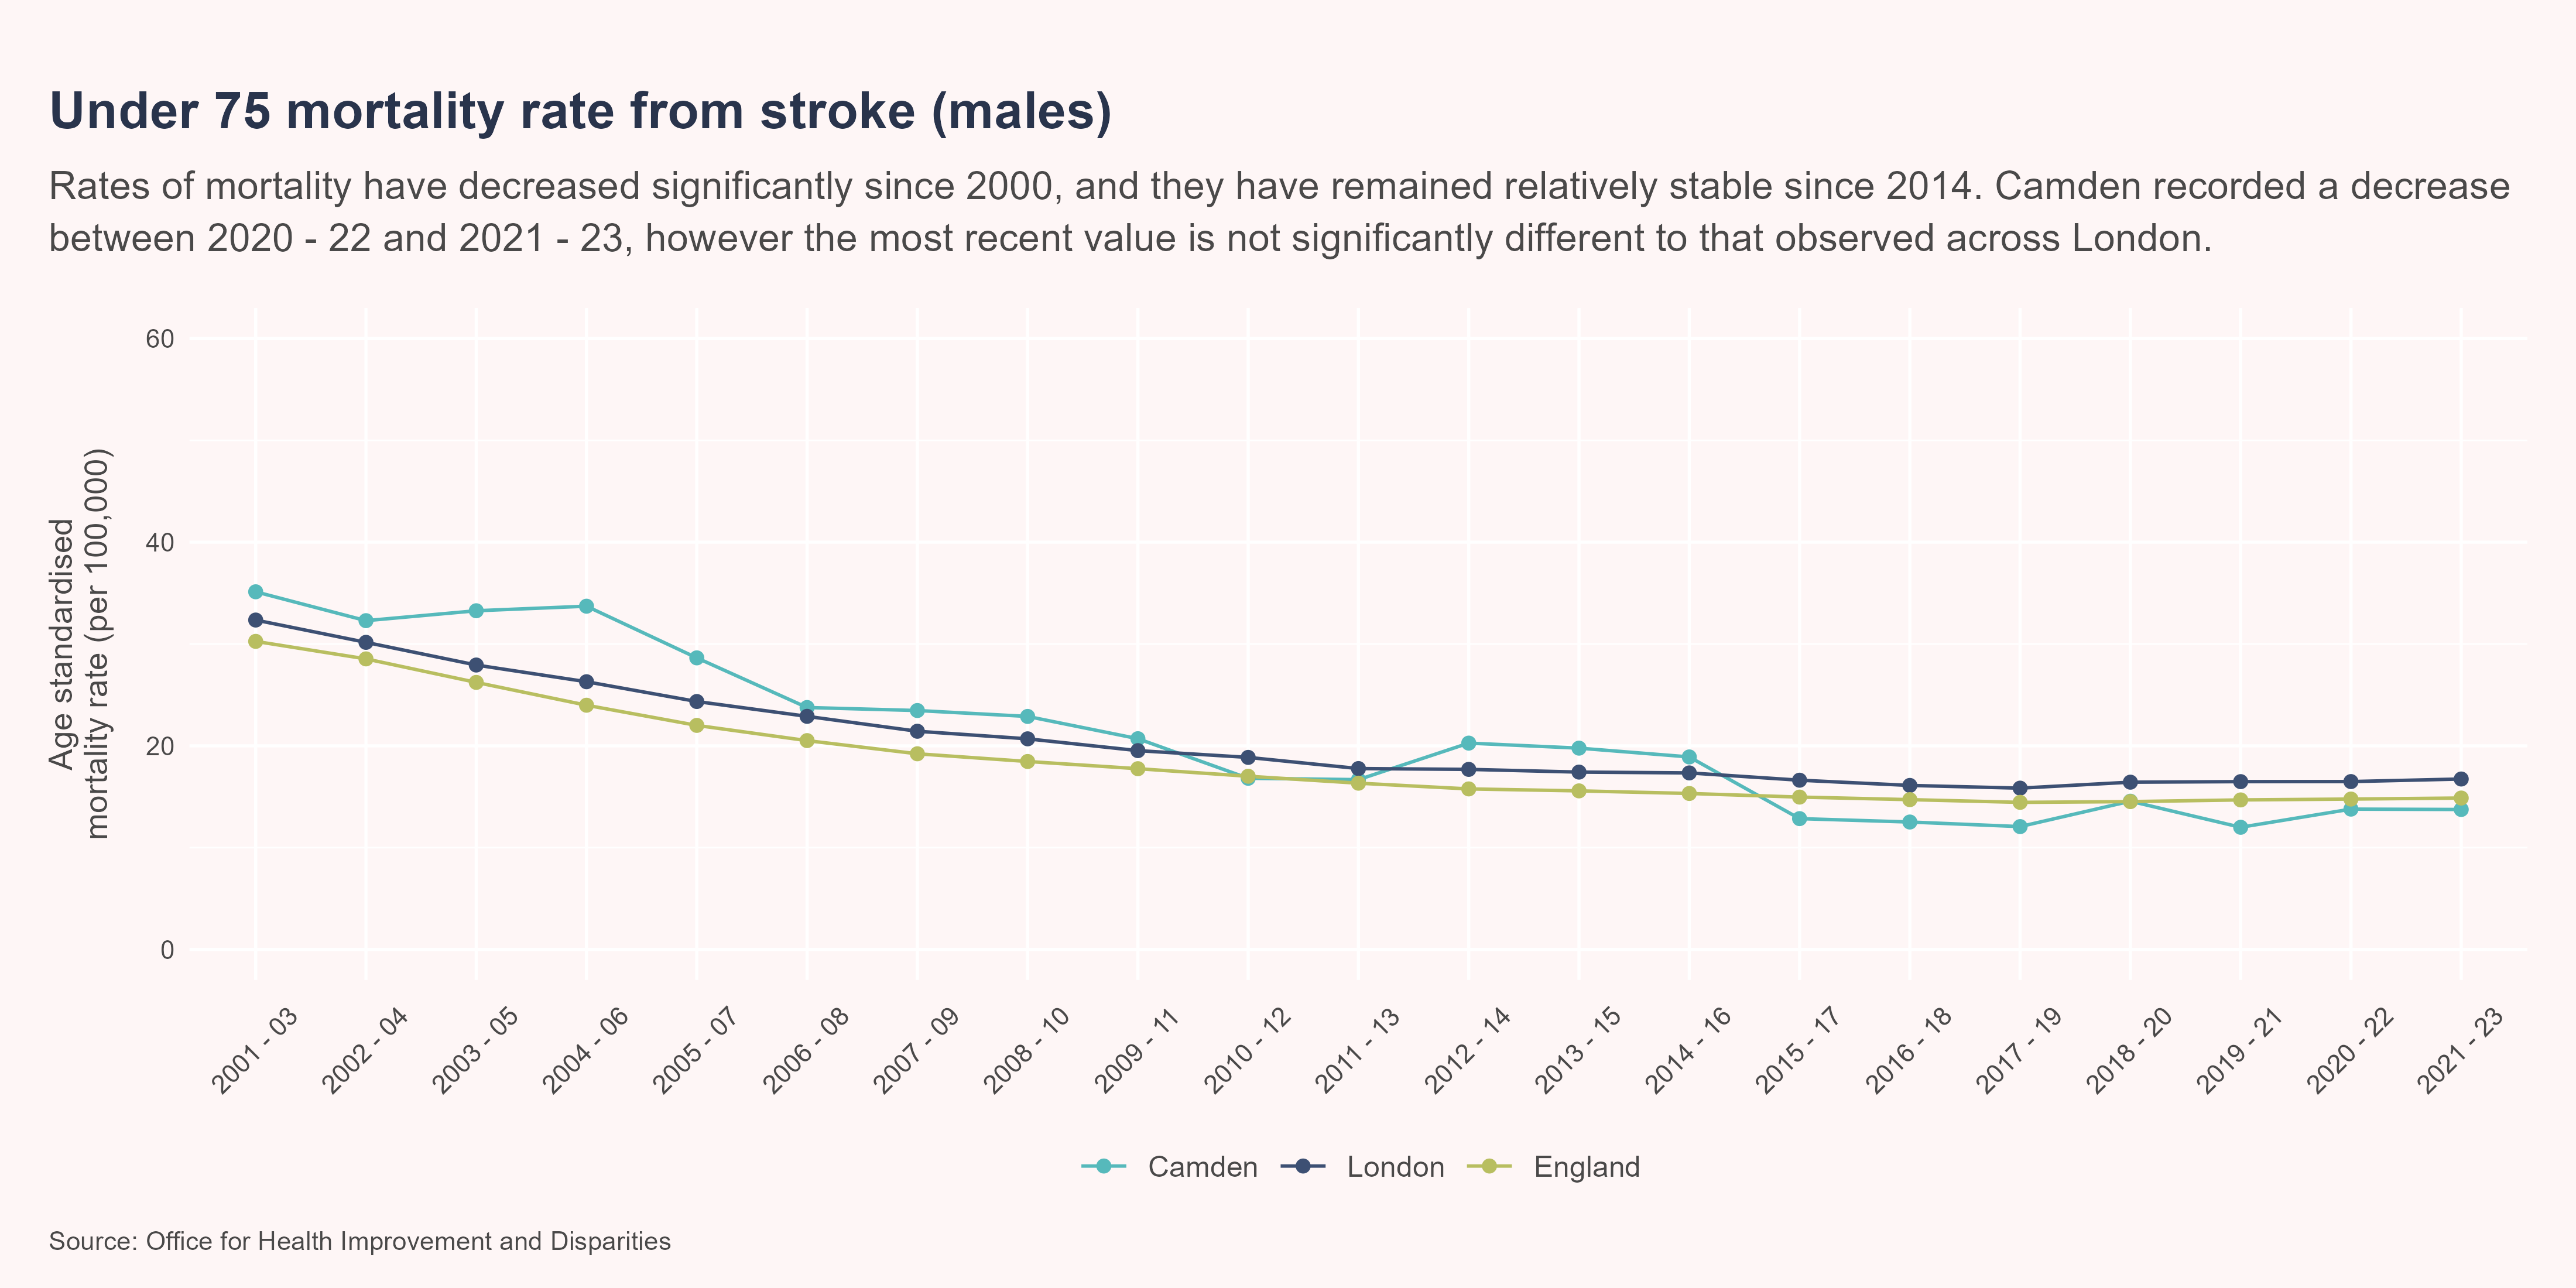 Under 75 mortality rate from stroke (males)
Rates of mortality have decreased significantly since 2000, and they have remained relatively stable since 2014. Camden recorded a decrease
between 2020 - 22 and 2021 - 23, however the most recent value is not significantly different to that observed across London.
Age standardised
mortality rate (per 100,000)
60
40
20
0
2001 - 03
2002 - 04
2003 - 05
2004 - 06
2005 - 07
2006 - 08
2007 - 09
2008 - 10
2009 - 11
2010 - 12
2011 - 13
2012 - 14
2013 - 15
2014 - 16
2015 - 17
2016 - 18
2017 - 19
2018 - 20
2019 - 21
2020 - 22
2021 - 23
Camden London England
Source: Office for Health Improvement and Disparities